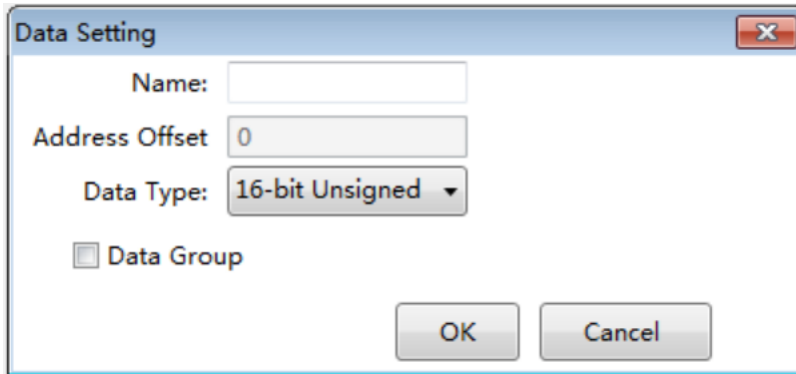 Data Setting
Name:
Address Offset 0
Data Type: 16-bit Unsigned
Data Group
OK Cancel